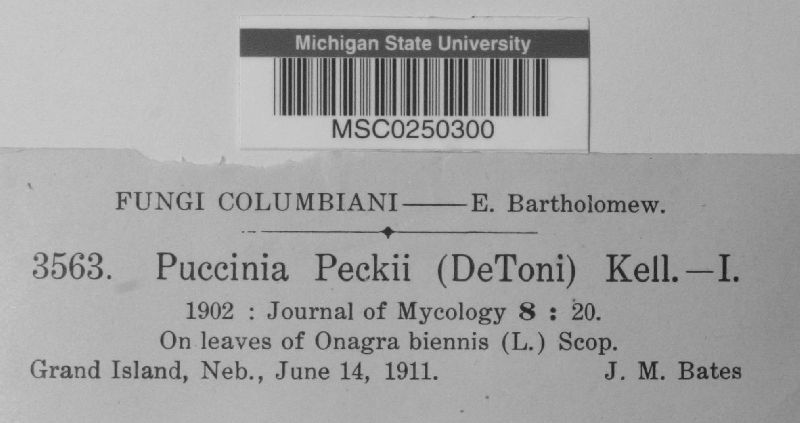 Michigan State University
MSC0250300
FUNGI COLUMBIANI——E. Bartholomew.
3563. Puccinia Peckii (DeToni) Kell.—I.
1902 : Journal of Mycology 8 : 20.
On leaves of Onagra biennis (L.) Scop.
Grand Island, Neb., June 14, 1911. J. M. Bates